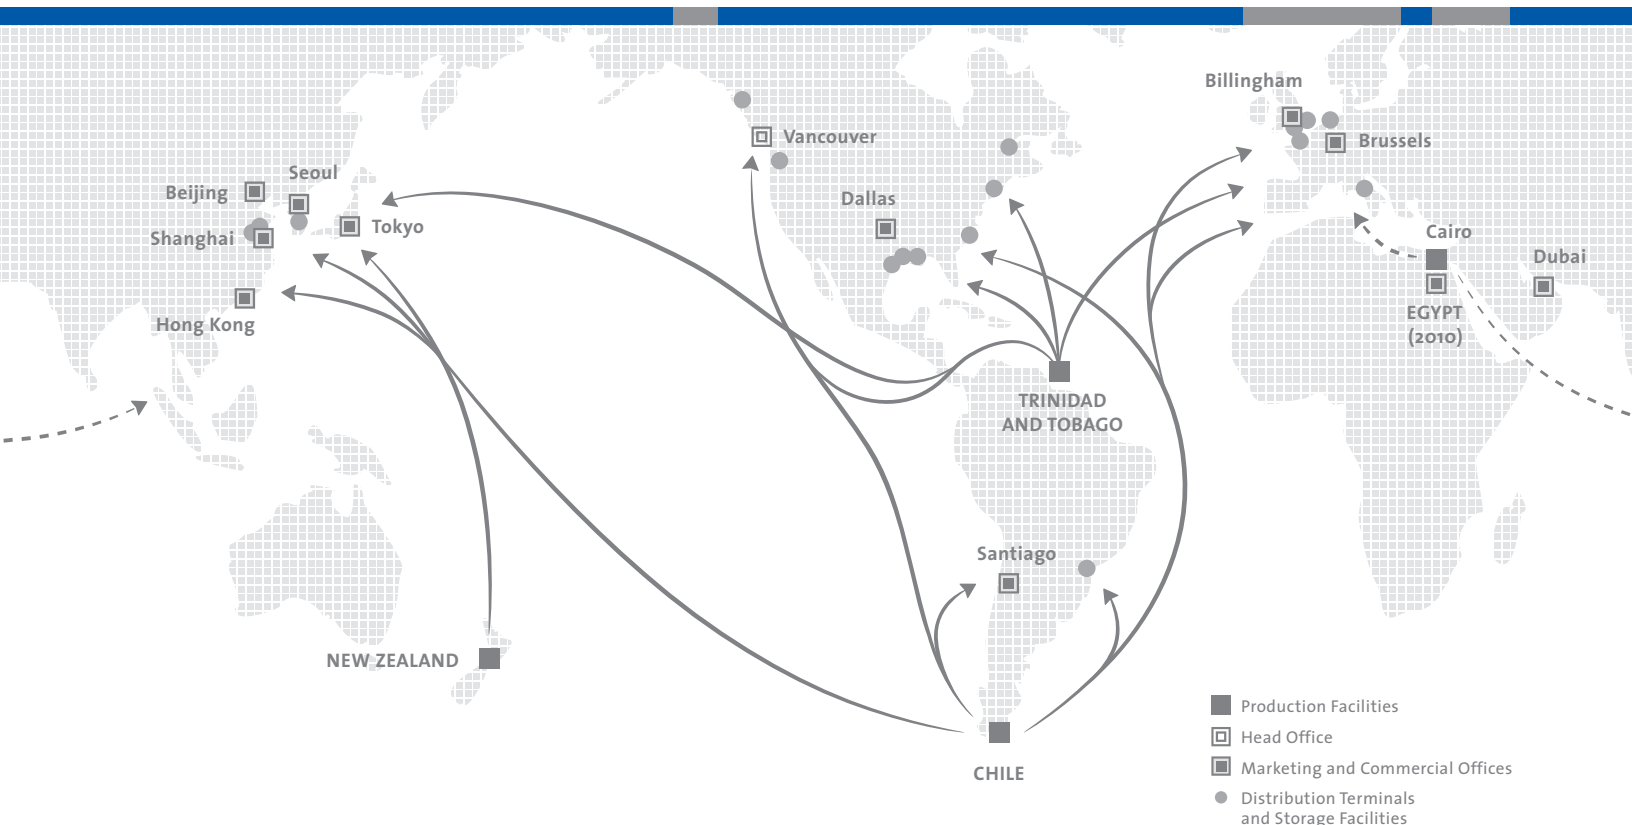 Billingham
Vancouver
Brussels
Seoul
Beijing
Dallas
Tokyo
Shanghai
Cairo
Dubai
Hong Kong
EGYPT
(2010)
TRINIDAD
AND TOBAGO
Santiago
NEW ZEALAND
CHILE
Production Facilities
Head Office
Marketing and Commercial Offices
Distribution Terminals
and Storage Facilities